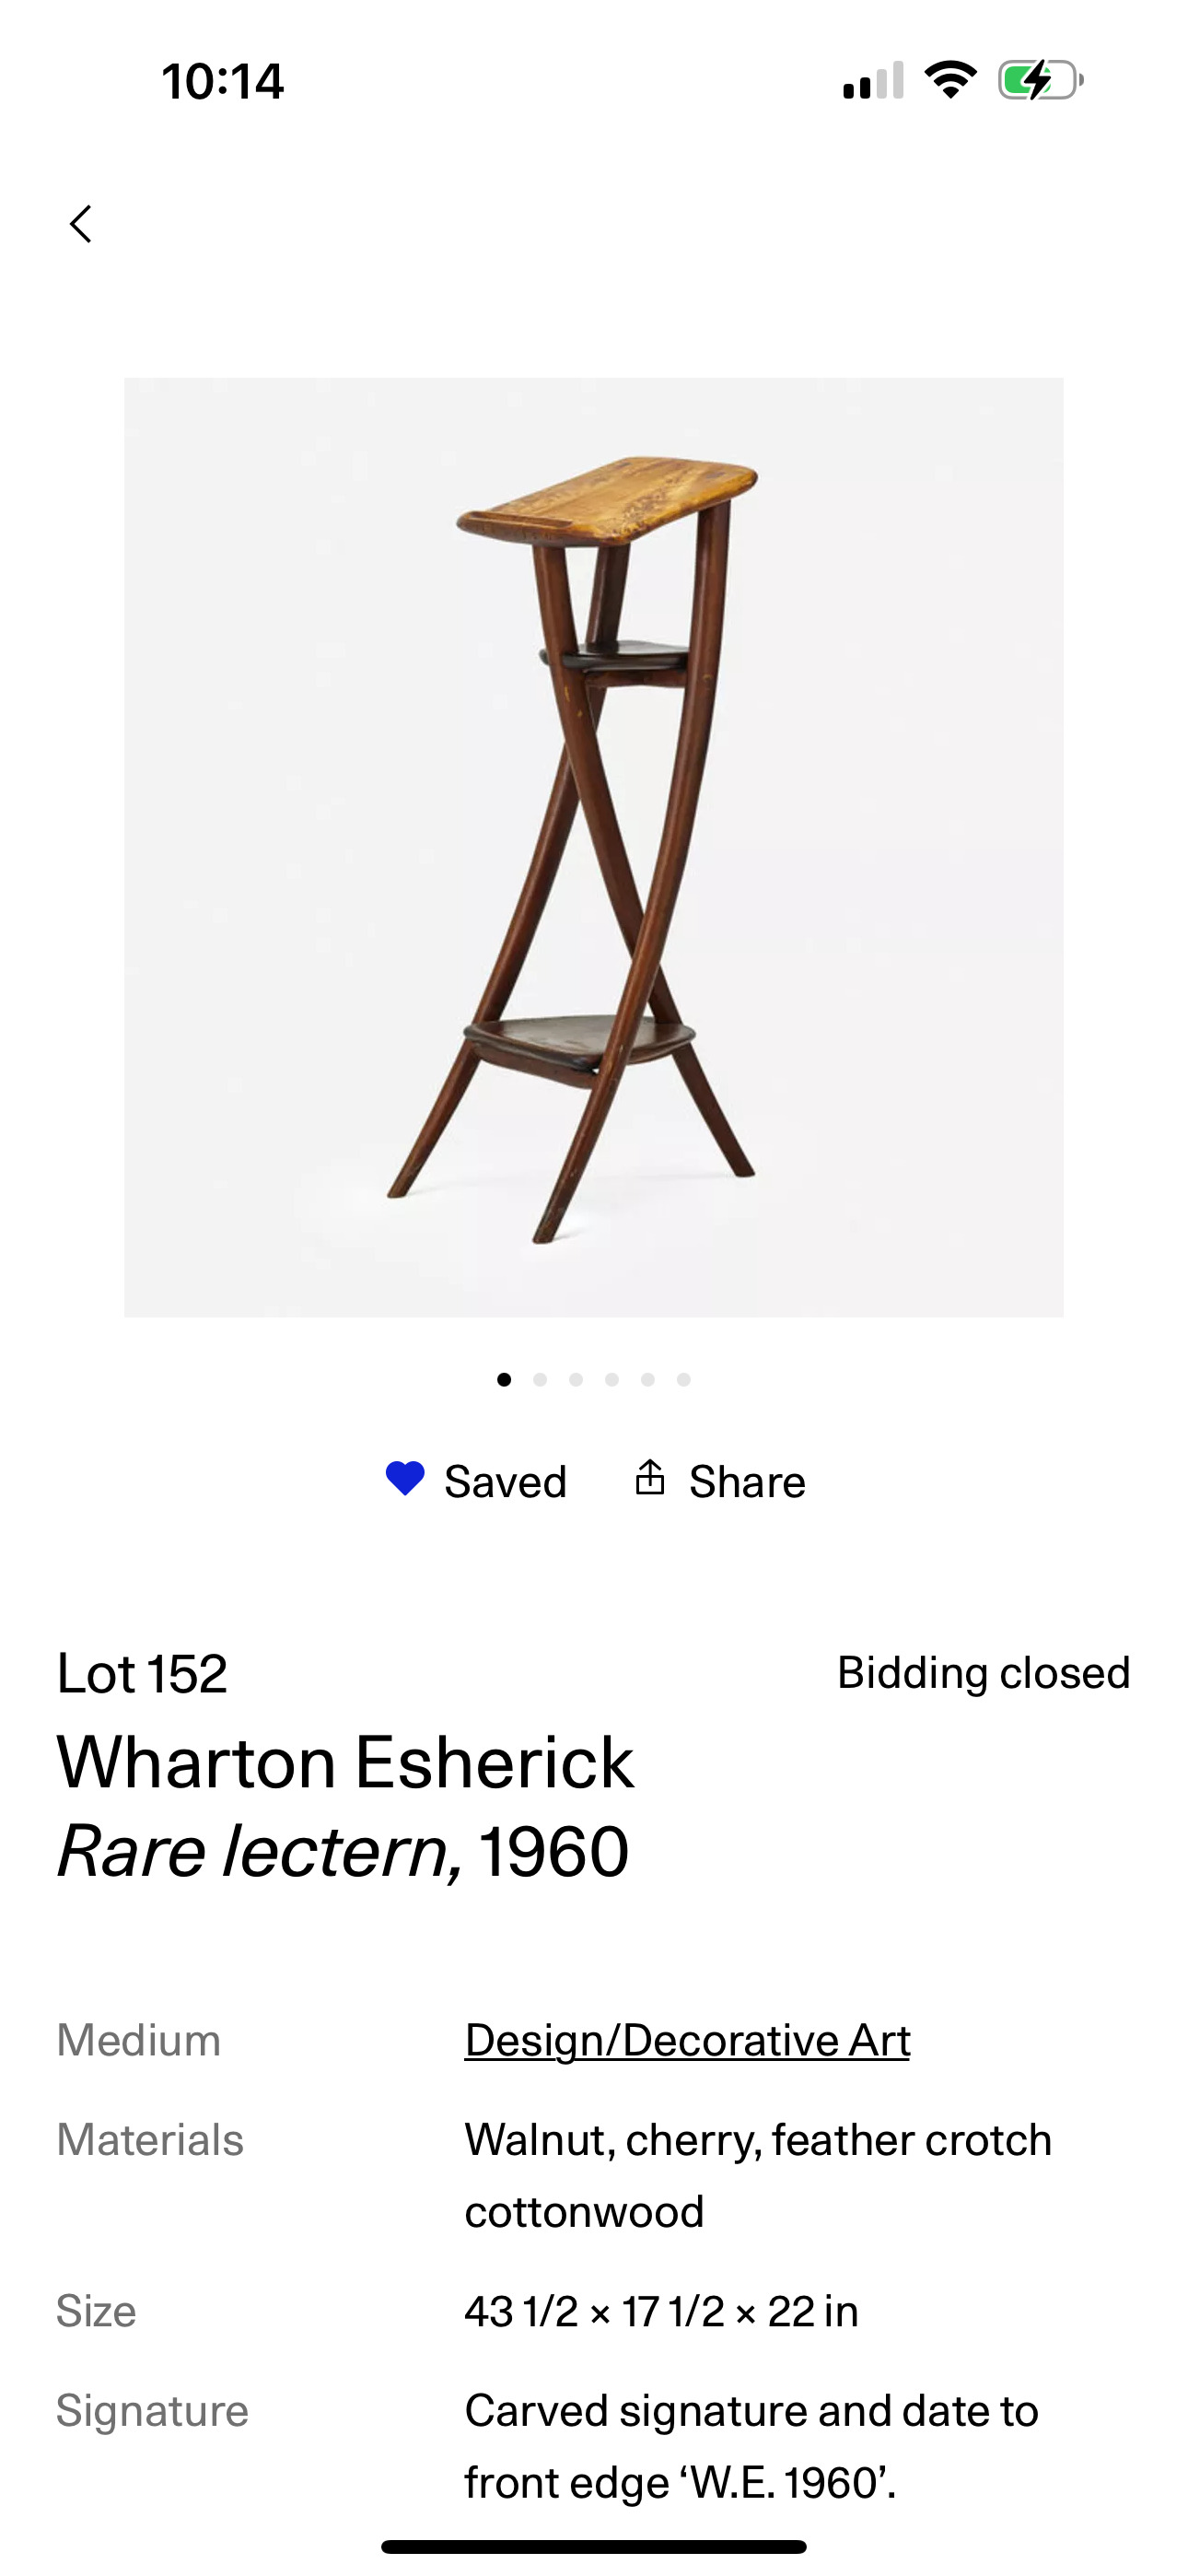 10:14
Saved Share
Lot 152 Bidding closed
Wharton Esherick
Rare lectern, 1960
Medium Design/Decorative Art
Materials Walnut, cherry, feather crotch
cottonwood
Size 43 1/2 × 17 1/2 × 22 in
Signature Carved signature and date to
front edge ‘W.E. 1960’.